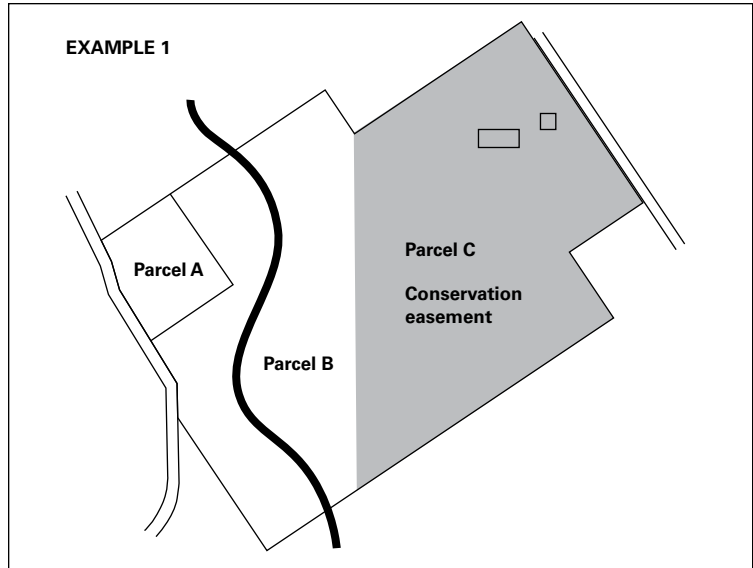 EXAMPLE 1
Parcel A
Parcel B
Parcel C
Conservation
easement